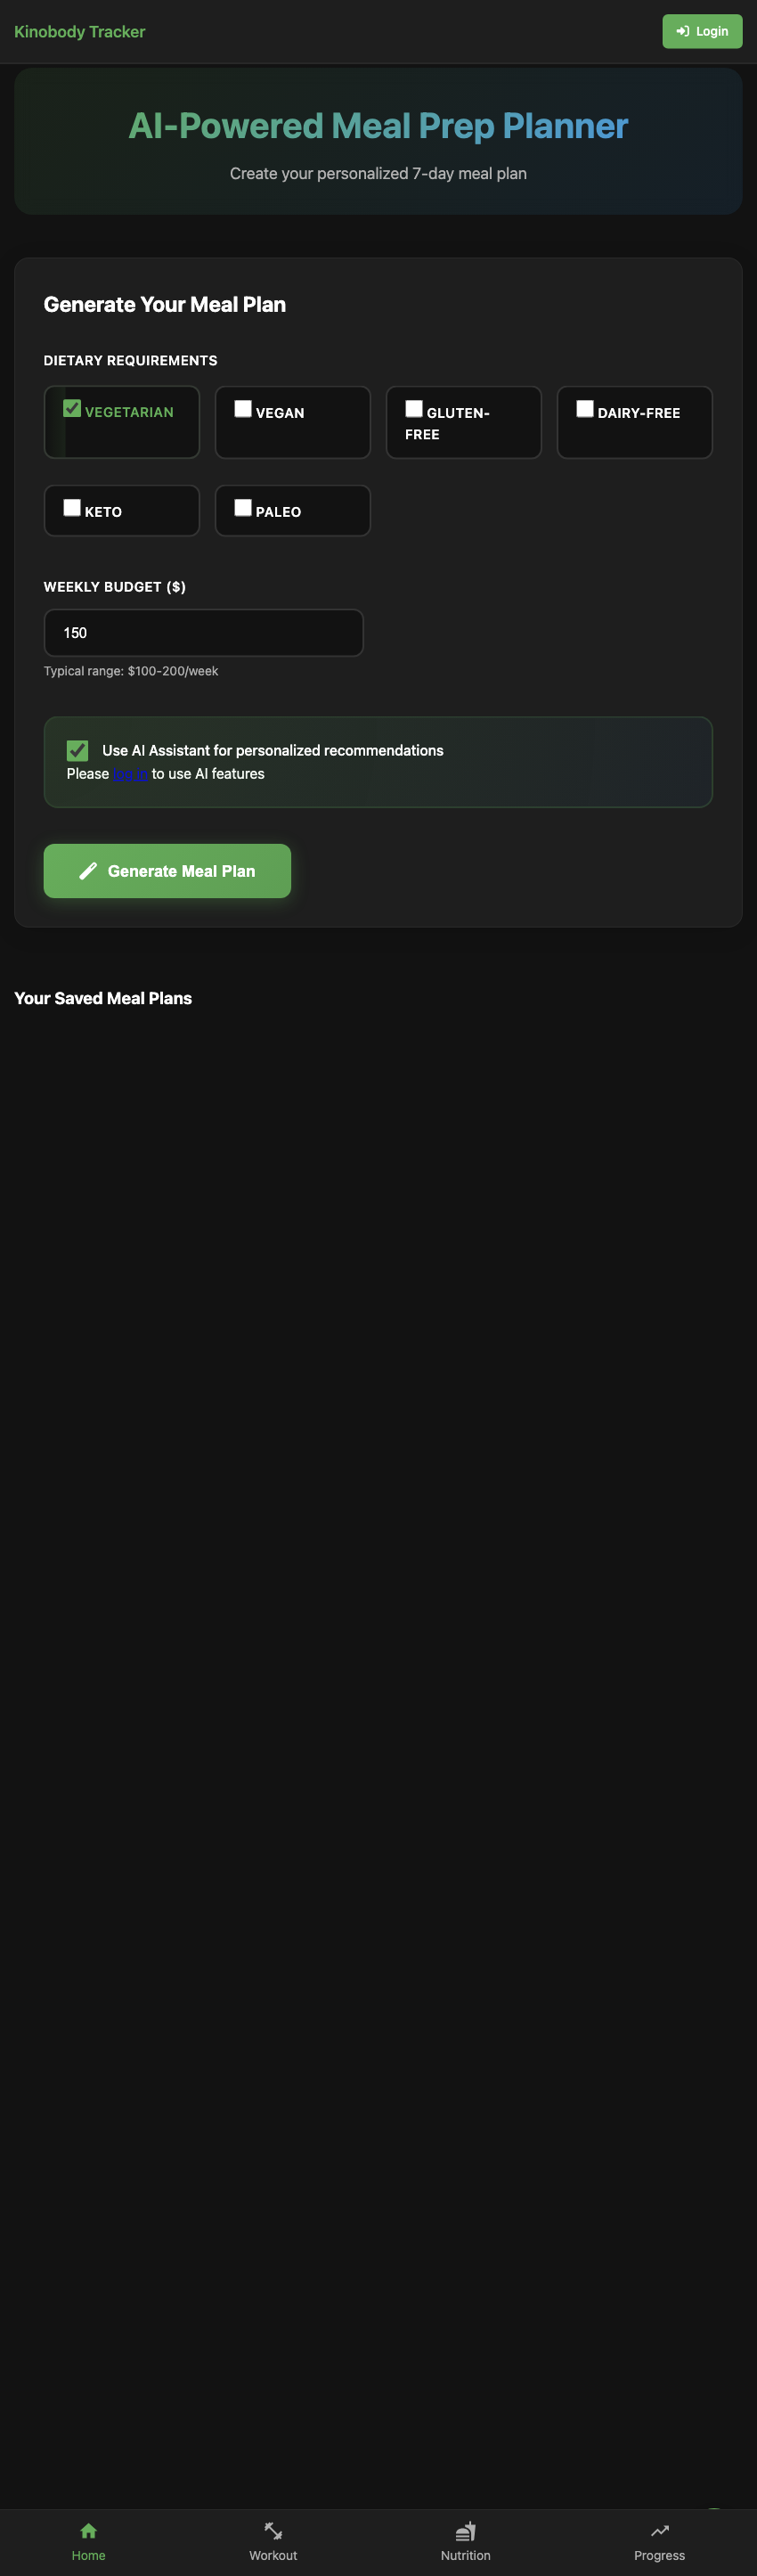 Kinobody Tracker
Login
AI-Powered Meal Prep Planner
Create your personalized 7-day meal plan
Generate Your Meal Plan
DIETARY REQUIREMENTS
VEGETARIAN
VEGAN
GLUTEN-
FREE
DAIRY-FREE
KETO
PALEO
WEEKLY BUDGET ($)
150
Typical range: $100-200/week
Use AI Assistant for personalized recommendations
Please log in to use AI features
Generate Meal Plan
Your Saved Meal Plans
Home
Workout
Nutrition
Progress